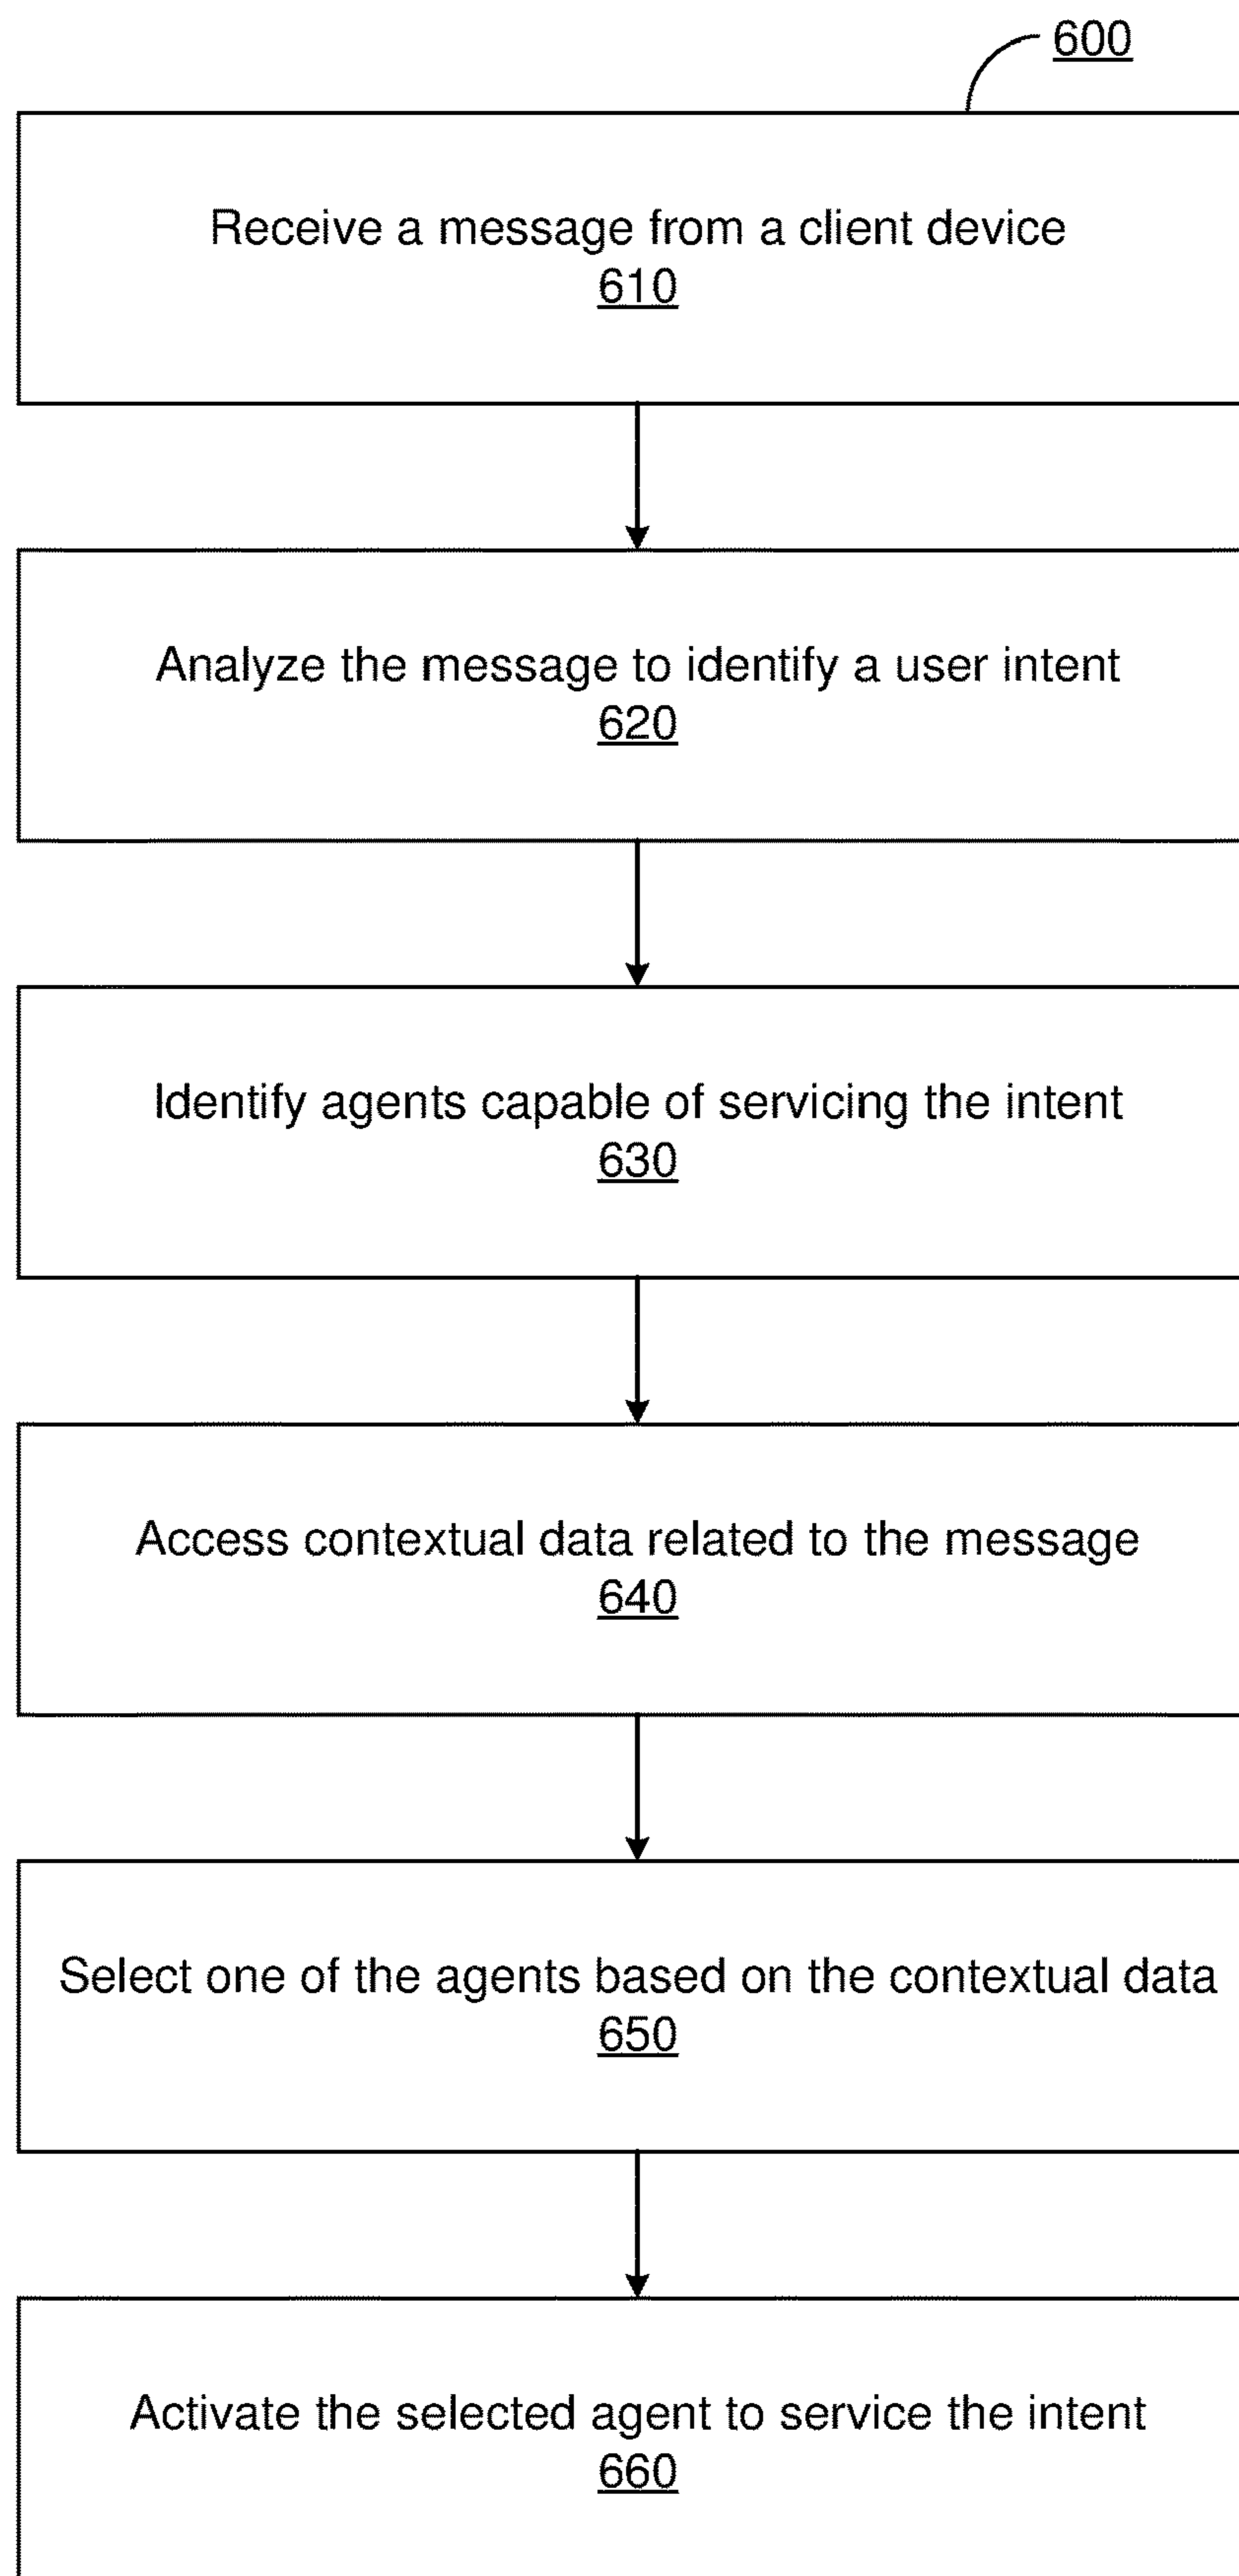 600
Receive a message from a client device
610
Analyze the message to identify a user intent
620
Identify agents capable of servicing the intent
630
Access contextual data related to the message
640
Select one of the agents based on the contextual data
650
Activate the selected agent to service the intent
660